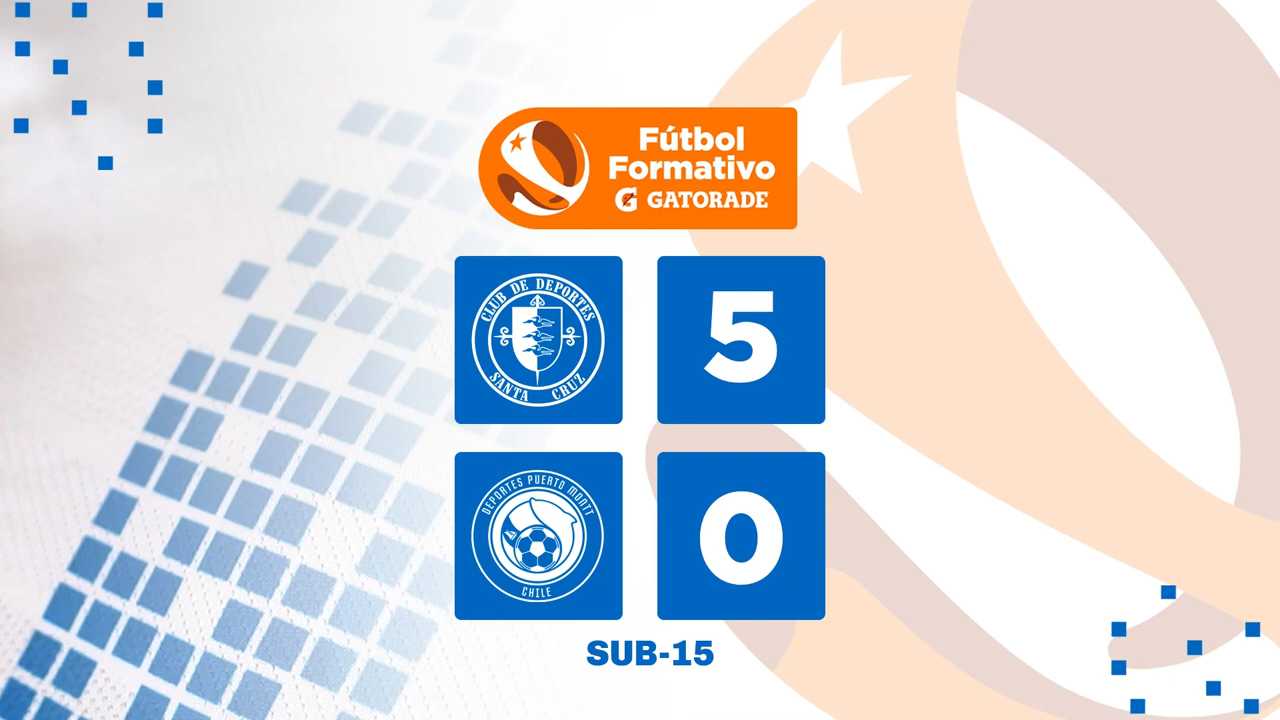 Fútbol
Formativo
G GATORADE
CLUB DE DEPORTES
SANTA CRUZ
5
DEPORTES PUERTO MONTT
CHILE
0
SUB-15